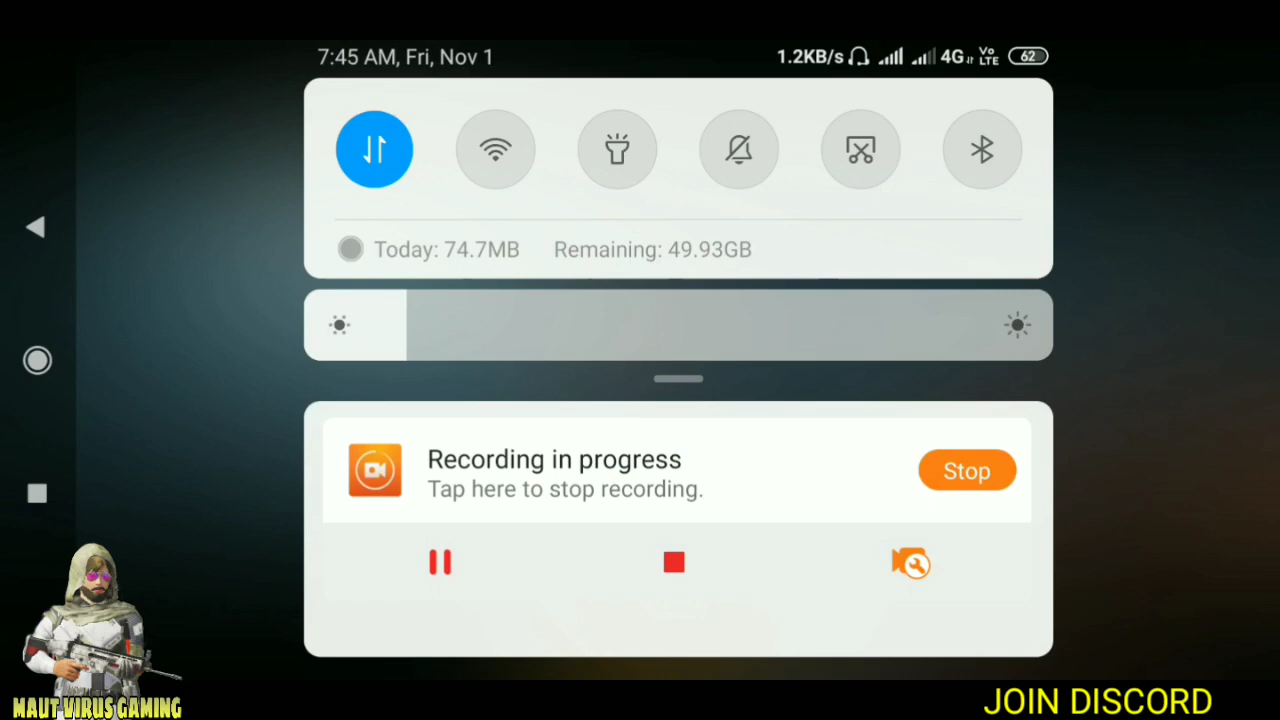 7:45 AM, Fri, Nov 1
1.2KB/s 4G Vo LTE 62
Today: 74.7MB Remaining: 49.93GB
Recording in progress
Tap here to stop recording.
Stop
MAUT VIRUS GAMING
JOIN DISCORD